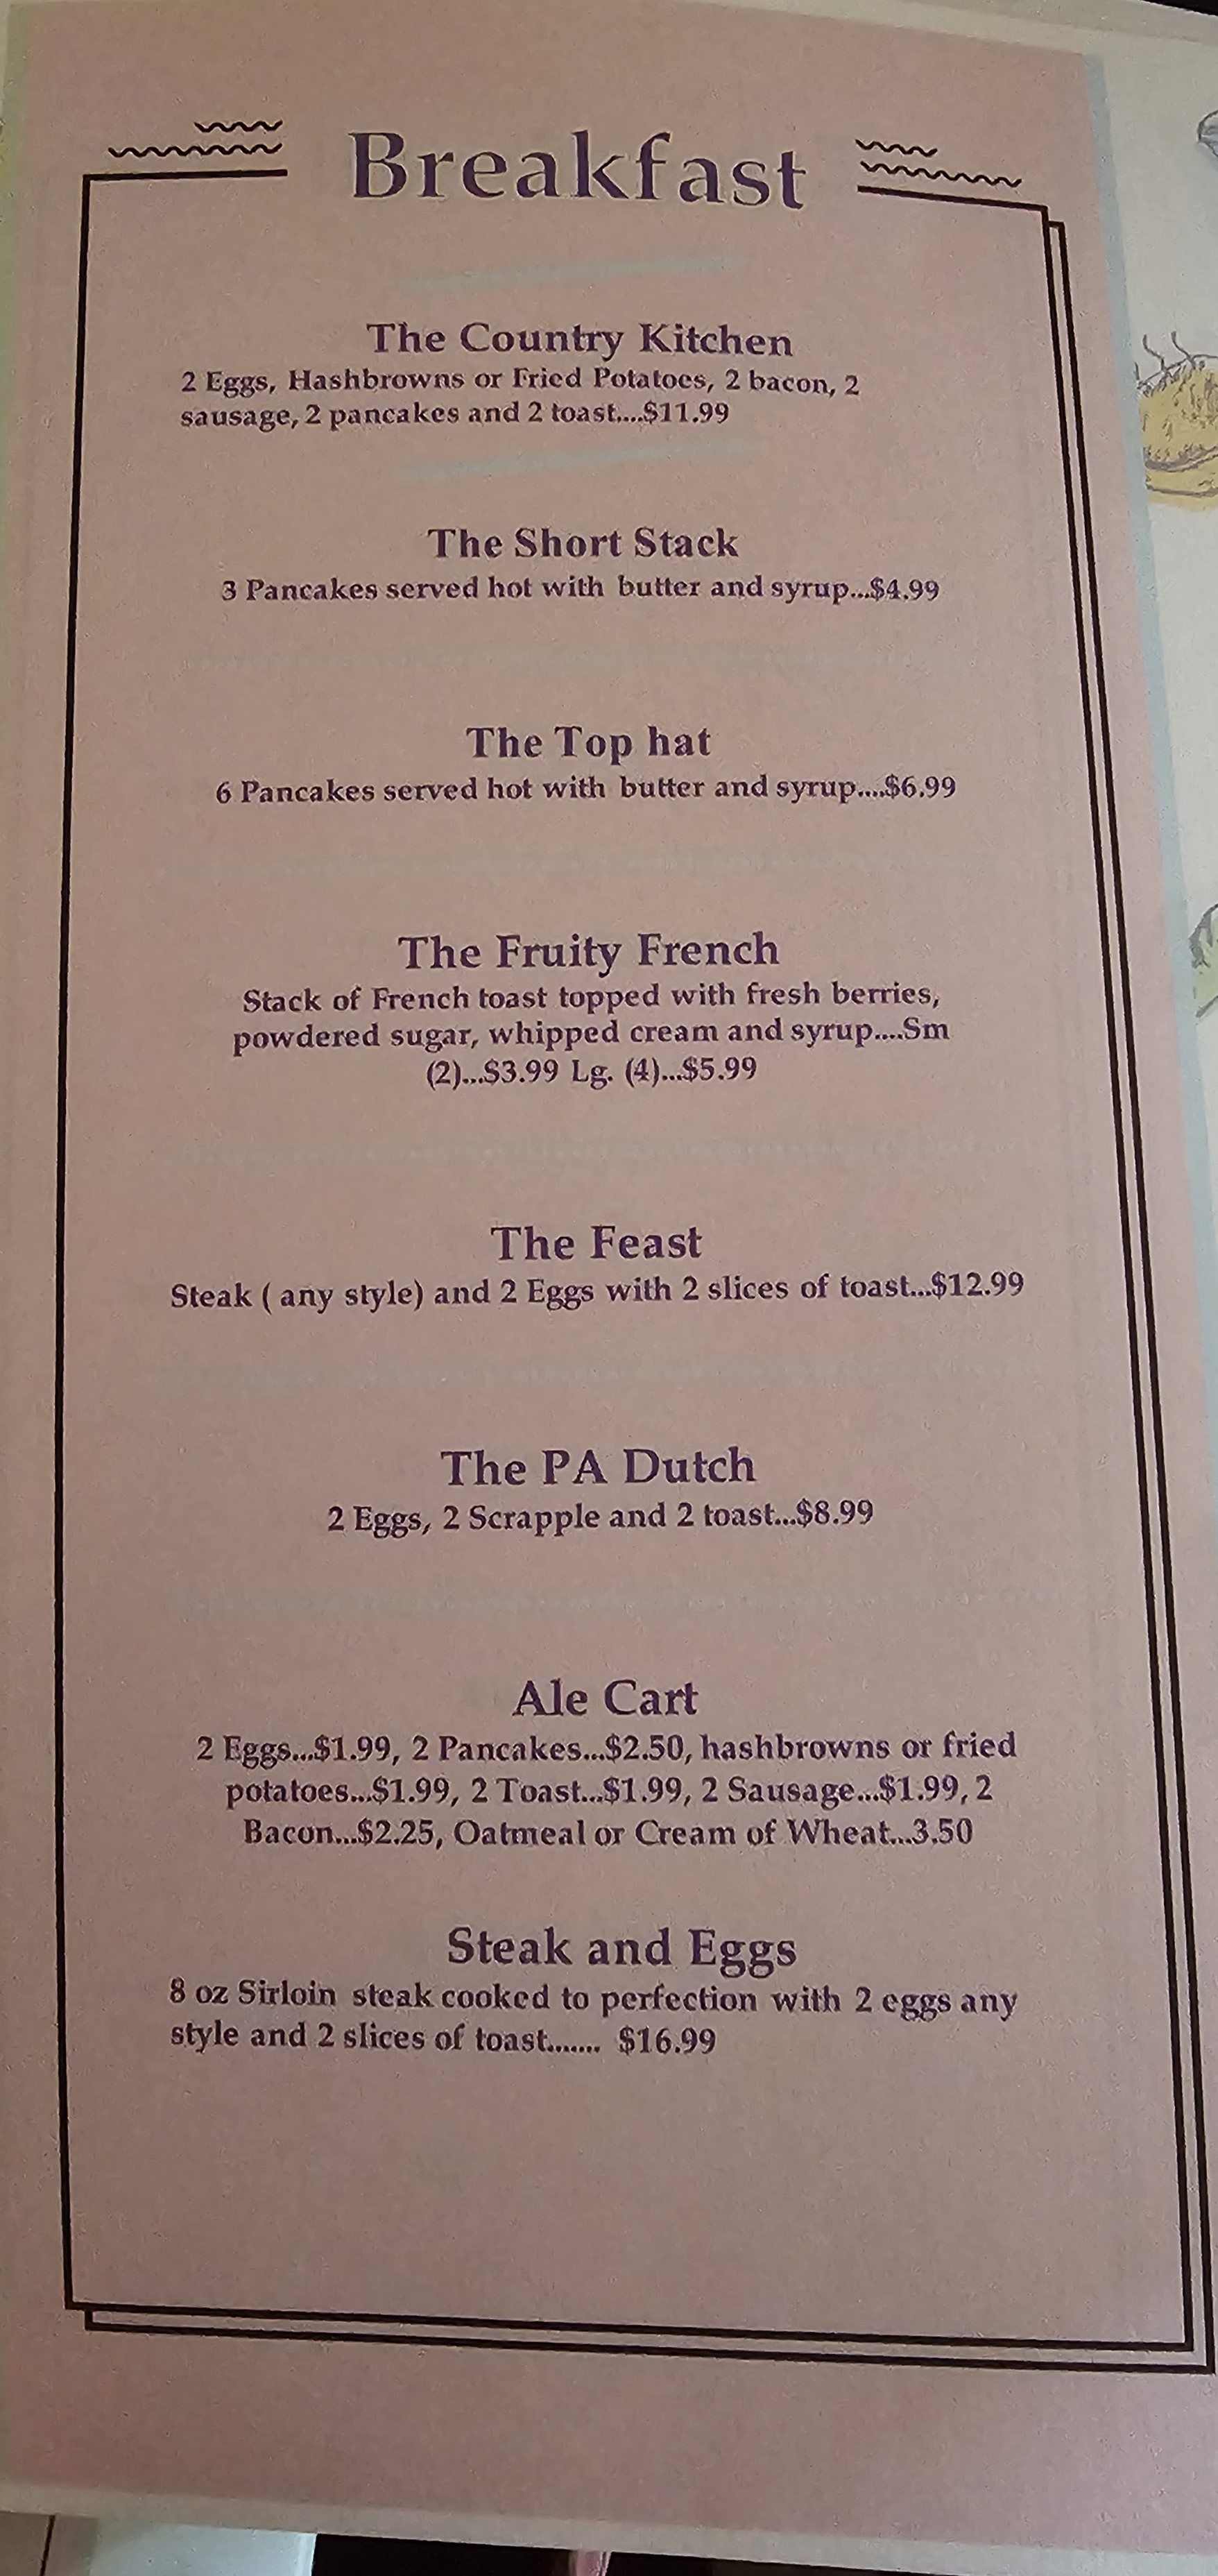 Breakfast
The Country Kitchen
2 Eggs, Hashbrowns or Fried Potatoes, 2 bacon, 2
sausage, 2 pancakes and 2 toast....$11.99
The Short Stack
3 Pancakes served hot with butter and syrup...$4.99
The Top hat
6 Pancakes served hot with butter and syrup....$6.99
The Fruity French
Stack of French toast topped with fresh berries,
powdered sugar, whipped cream and syrup....Sm
(2)...$3.99 Lg. (4)...$5.99
The Feast
Steak ( any style) and 2 Eggs with 2 slices of toast...$12.99
The PA Dutch
2 Eggs, 2 Scrapple and 2 toast...$8.99
Ale Cart
2 Eggs...$1.99, 2 Pancakes...$2.50, hashbrowns or fried
potatoes...$1.99, 2 Toast...$1.99, 2 Sausage...$1.99, 2
Bacon...$2.25, Oatmeal or Cream of Wheat...3.50
Steak and Eggs
8 oz Sirloin steak cooked to perfection with 2 eggs any
style and 2 slices of toast....... $16.99